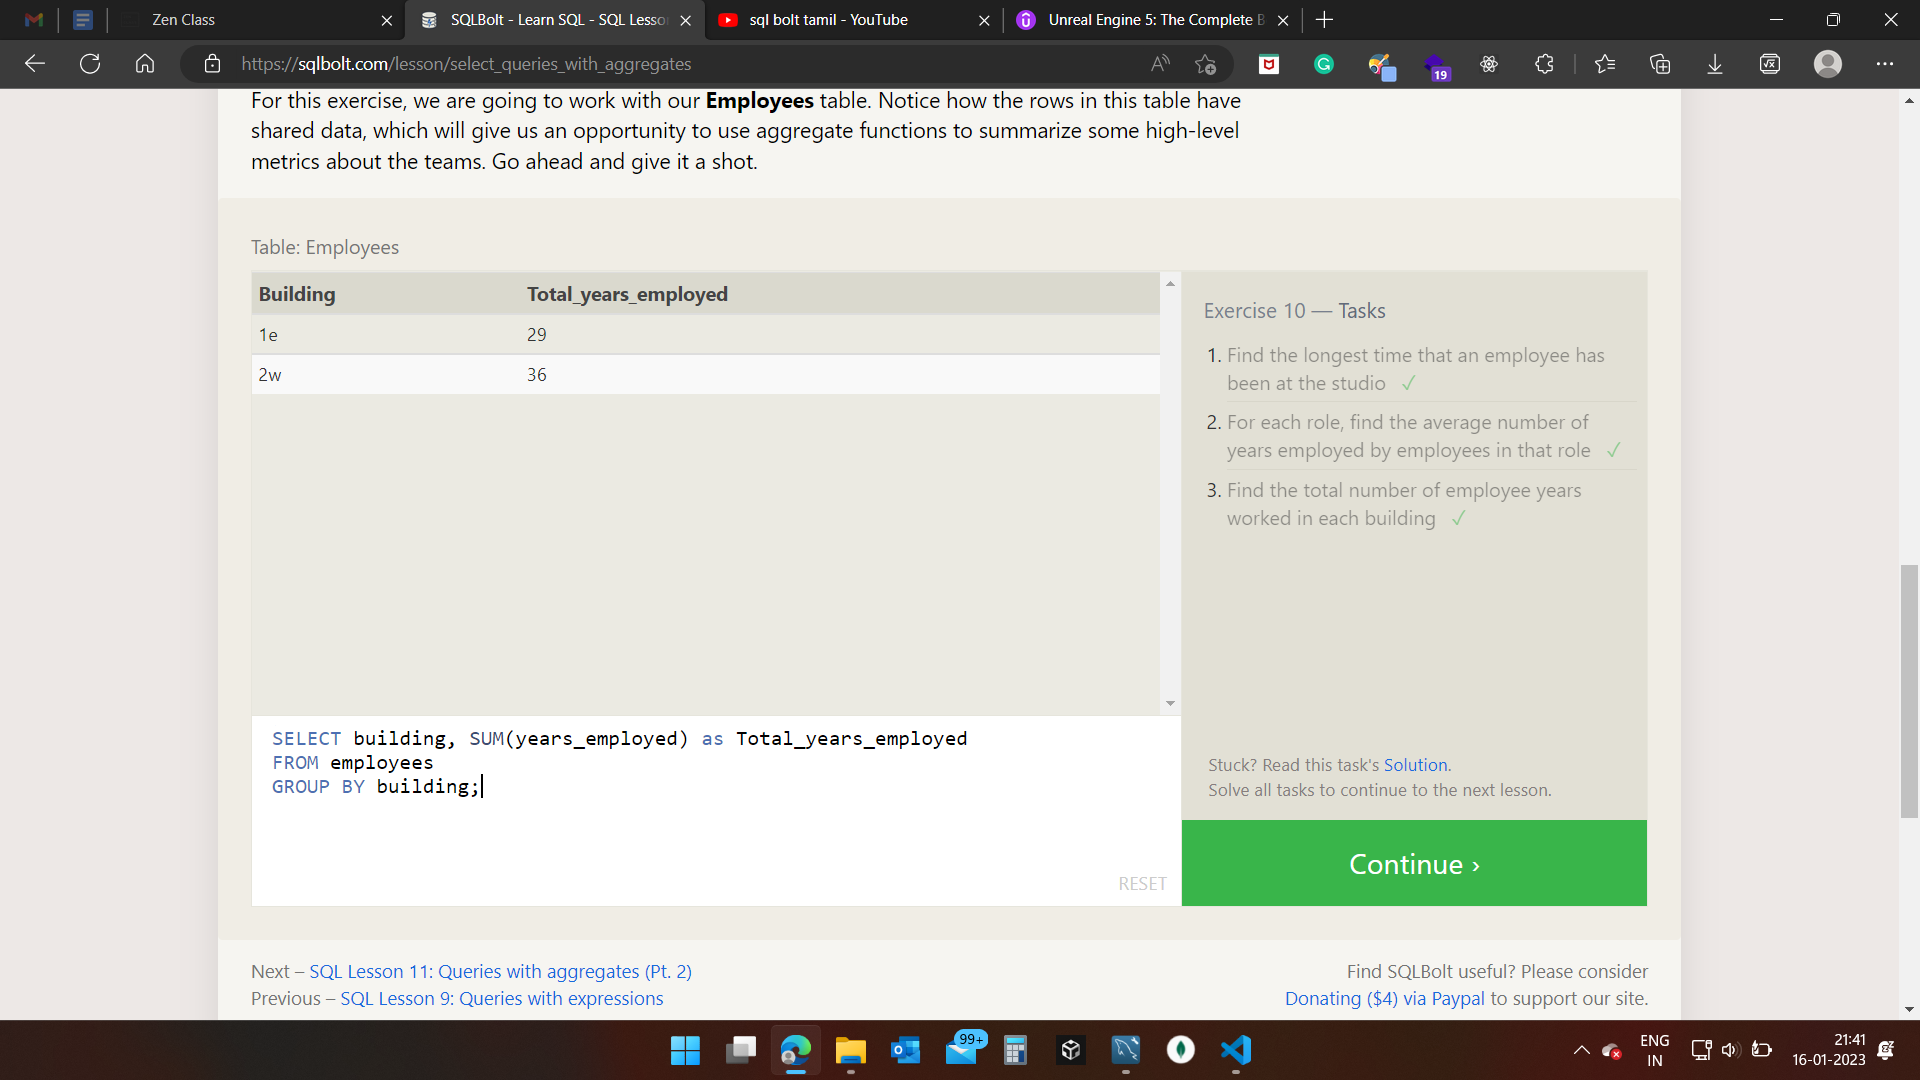 Zen Class
SQLBolt - Learn SQL - SQL Lesso
sql bolt tamil - YouTube
Unreal Engine 5: The Complete B
https://sqlbolt.com/lesson/select_queries_with_aggregates
19
For this exercise, we are going to work with our Employees table. Notice how the rows in this table have
shared data, which will give us an opportunity to use aggregate functions to summarize some high-level
metrics about the teams. Go ahead and give it a shot.
Table: Employees
Building Total_years_employed
1e 29
2w 36
SELECT building, SUM(years_employed) as Total_years_employed
FROM employees
GROUP BY building;
RESET
Exercise 10 — Tasks
1. Find the longest time that an employee has
been at the studio ✓
2. For each role, find the average number of
years employed by employees in that role ✓
3. Find the total number of employee years
worked in each building ✓
Stuck? Read this task's Solution.
Solve all tasks to continue to the next lesson.
Continue ›
Next – SQL Lesson 11: Queries with aggregates (Pt. 2)
Previous – SQL Lesson 9: Queries with expressions
Find SQLBolt useful? Please consider
Donating ($4) via Paypal to support our site.
99+
ENG
IN
21:41
16-01-2023